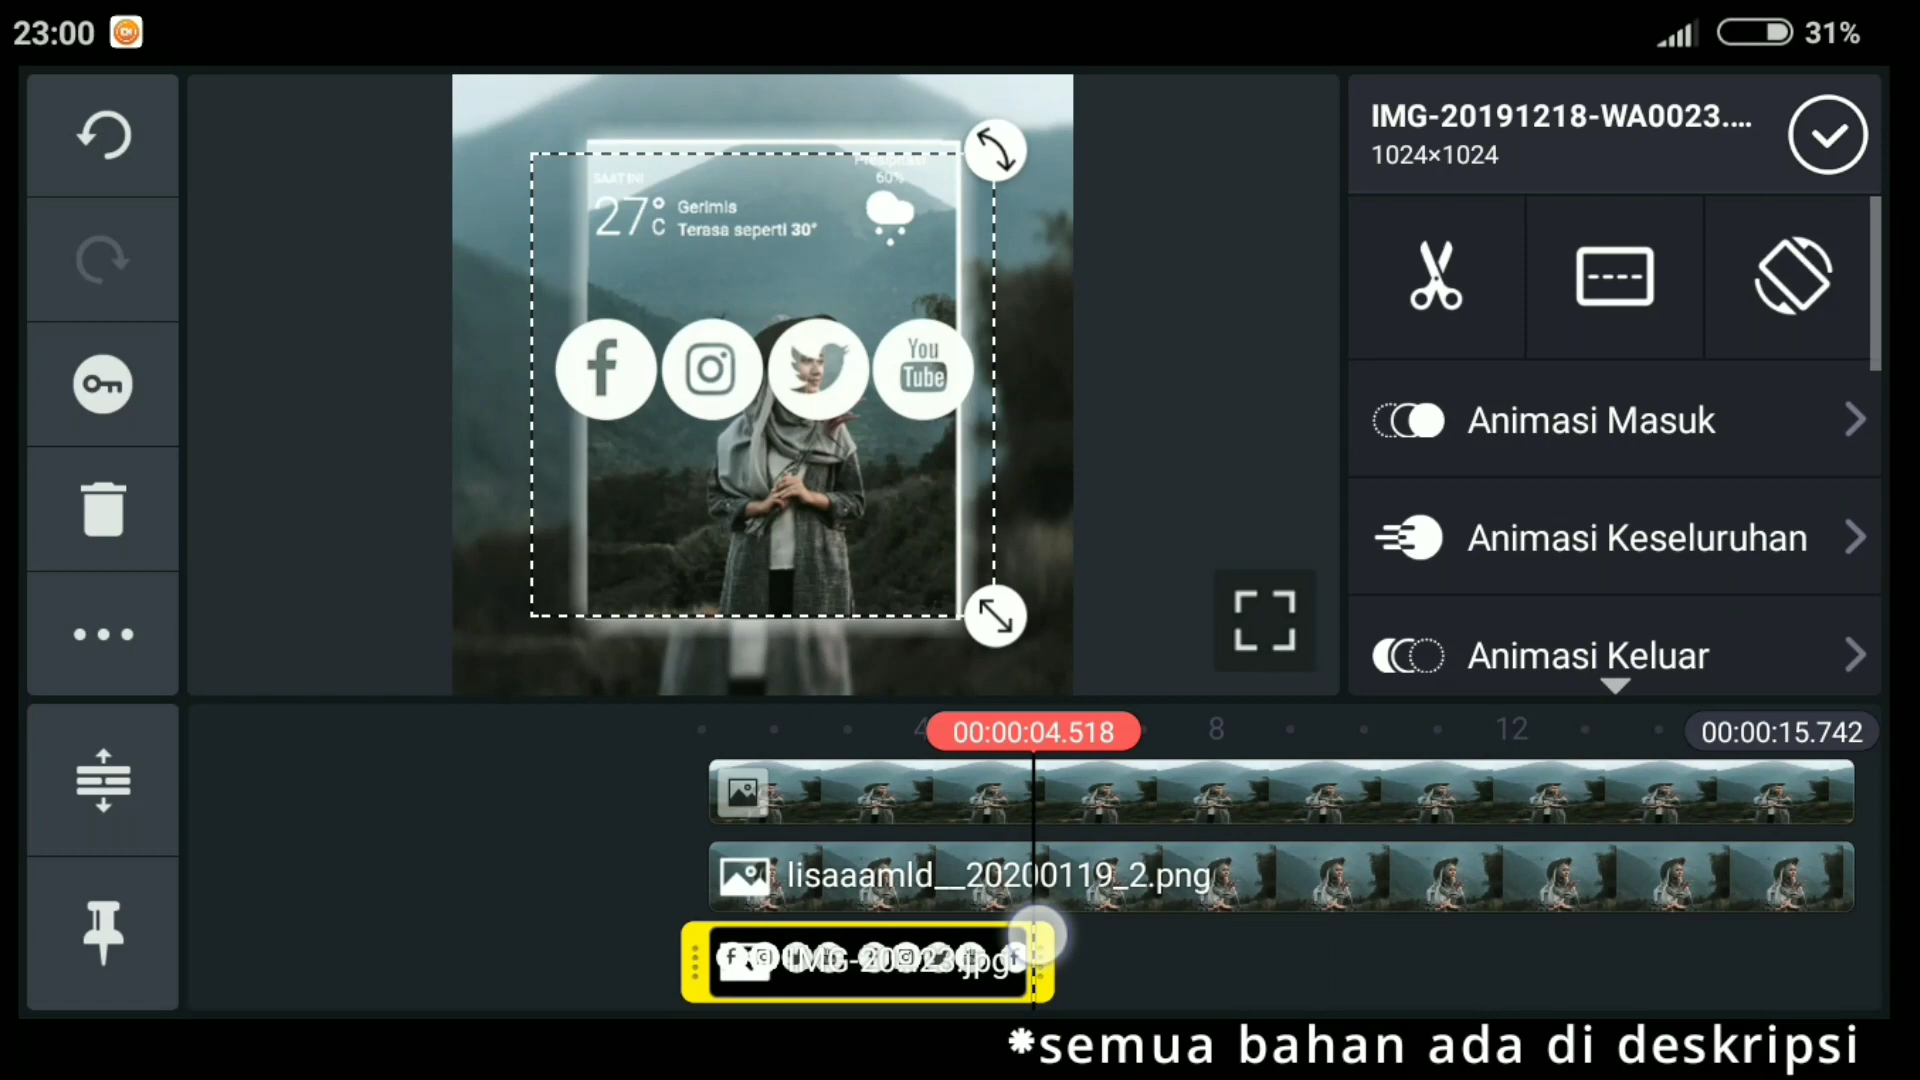 23:00
31%
IMG-20191218-WA0023....
1024×1024
Presipitasi
60%
SAAT INI
27°C
Gerimis
Terasa seperti 30°
f
You
Tube
Animasi Masuk
Animasi Keseluruhan
Animasi Keluar
4
00:00:04.518
8
12
00:00:15.742
lisaaamld__20200119_2.png
*semua bahan ada di deskripsi